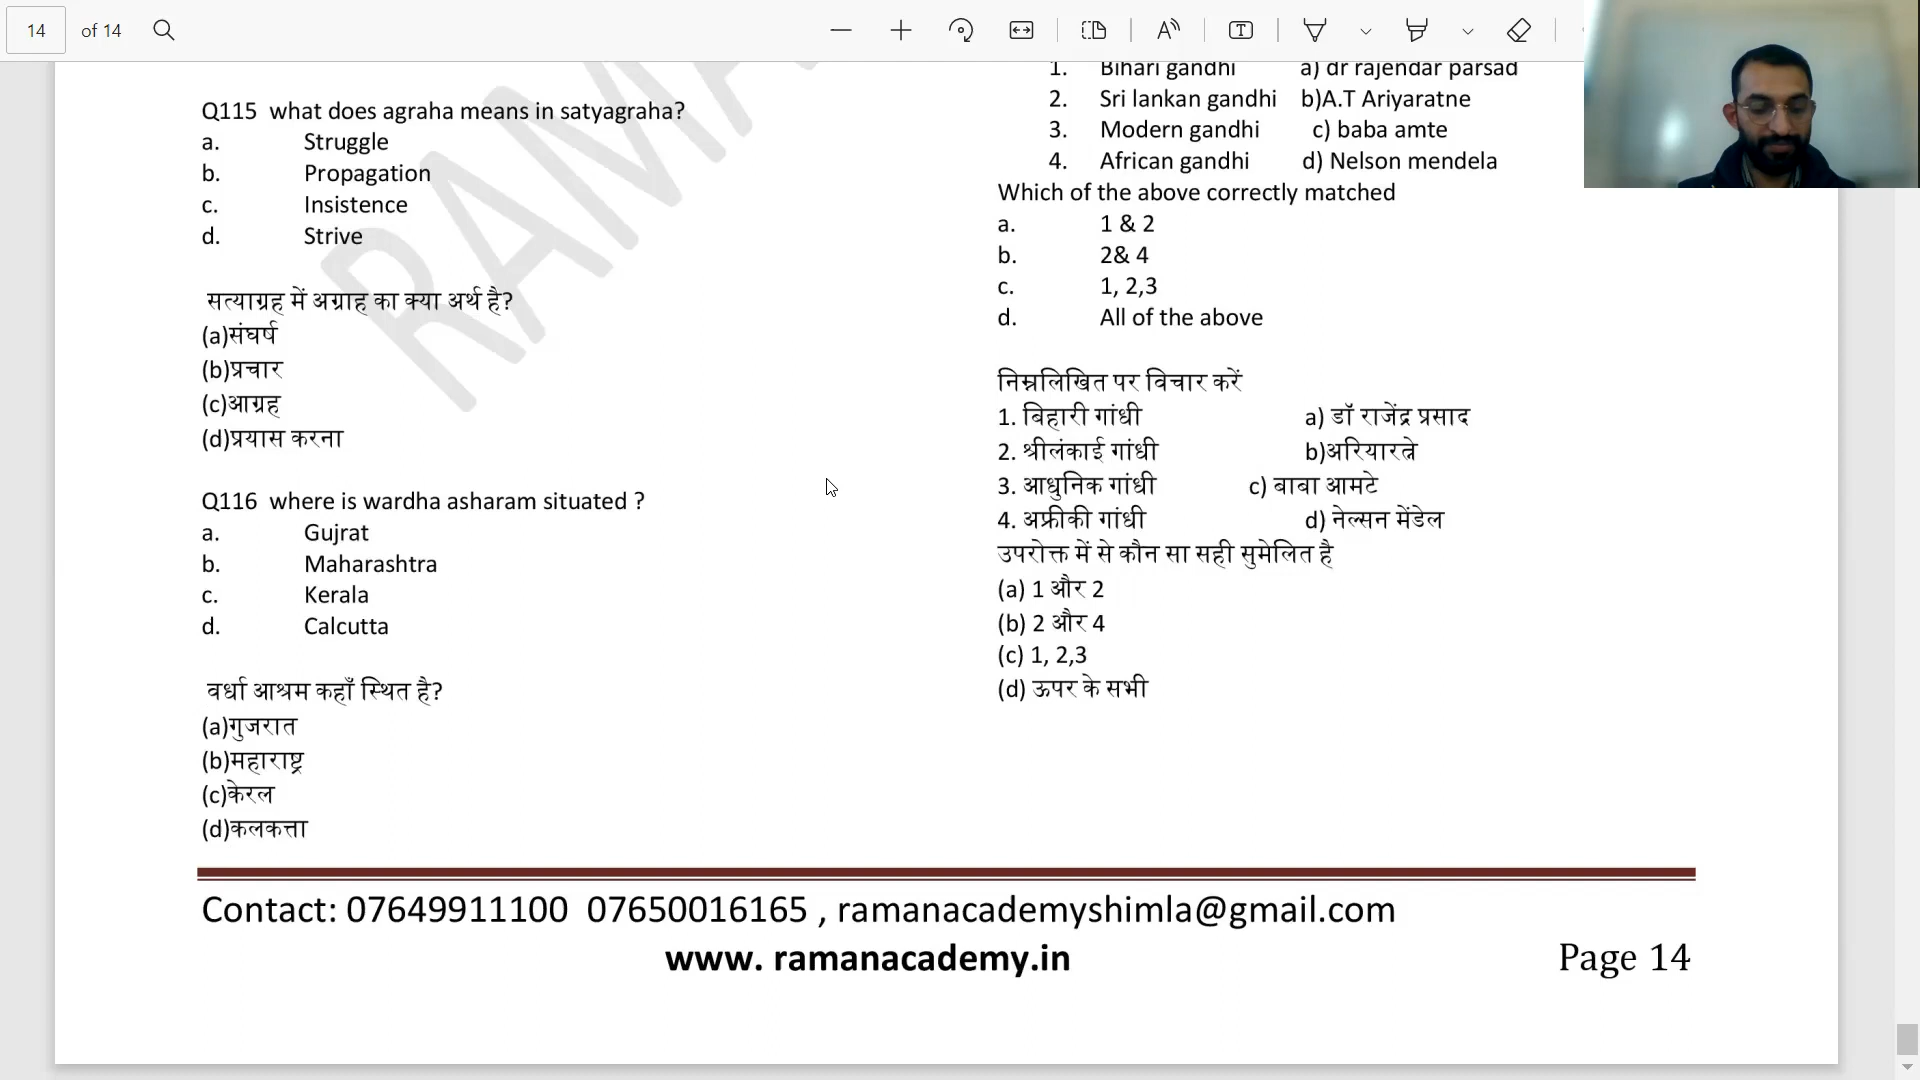 14 of 14
Q115 what does agraha means in satyagraha?
a. Struggle
b. Propagation
c. Insistence
d. Strive
सत्याग्रह में अग्राह का क्या अर्थ है?
(a)संघर्ष
(b)प्रचार
(c)आग्रह
(d)प्रयास करना
Q116 where is wardha asharam situated ?
a. Gujrat
b. Maharashtra
c. Kerala
d. Calcutta
वर्धा आश्रम कहाँ स्थित है?
(a)गुजरात
(b)महाराष्ट्र
(c)केरल
(d)कलकत्ता
1. Bihari gandhi a) dr rajendar parsad
2. Sri lankan gandhi b)A.T Ariyaratne
3. Modern gandhi c) baba amte
4. African gandhi d) Nelson mendela
Which of the above correctly matched
a. 1 & 2
b. 2& 4
c. 1, 2,3
d. All of the above
निम्नलिखित पर विचार करें
1. बिहारी गांधी a) डॉ राजेंद्र प्रसाद
2. श्रीलंकाई गांधी b)अरियारत्ने
3. आधुनिक गांधी c) बाबा आमटे
4. अफ्रीकी गांधी d) नेल्सन मेंडेल
उपरोक्त में से कौन सा सही सुमेलित है
(a) 1 और 2
(b) 2 और 4
(c) 1, 2,3
(d) ऊपर के सभी
RAMA
Contact: 07649911100 07650016165 , ramanacademyshimla@gmail.com
www. ramanacademy.in
Page 14